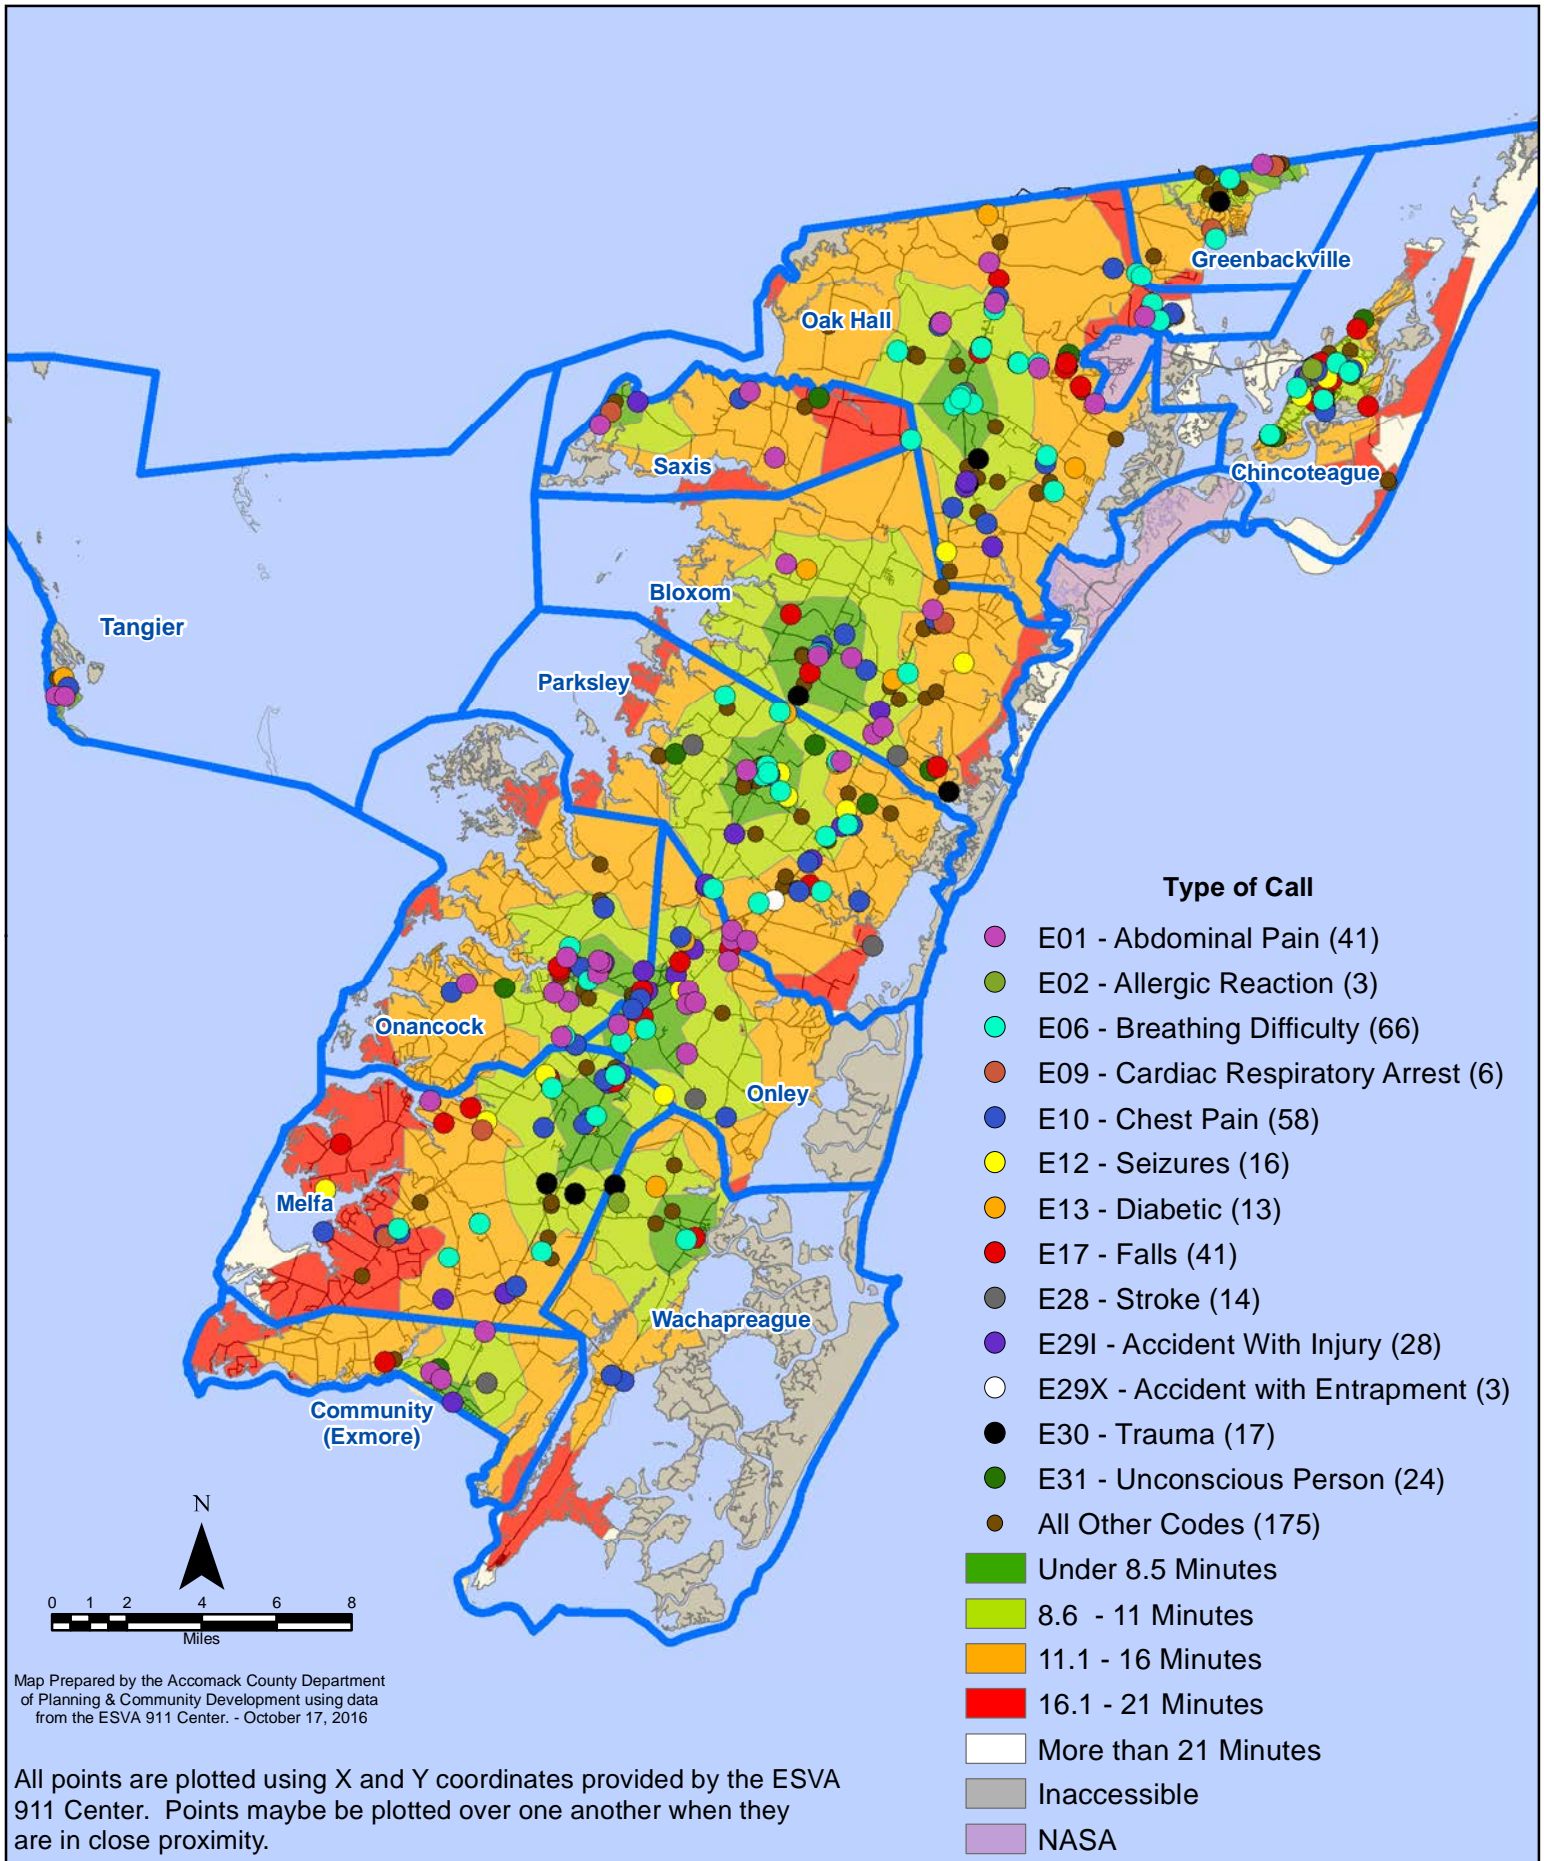 Greenbackville
Oak Hall
Chincoteague
Saxis
Bloxom
Tangier
Parksley
Onancock
Onley
Melfa
Wachapreague
Community
(Exmore)
Type of Call
E01 - Abdominal Pain (41)
E02 - Allergic Reaction (3)
E06 - Breathing Difficulty (66)
E09 - Cardiac Respiratory Arrest (6)
E10 - Chest Pain (58)
E12 - Seizures (16)
E13 - Diabetic (13)
E17 - Falls (41)
E28 - Stroke (14)
E29I - Accident With Injury (28)
E29X - Accident with Entrapment (3)
E30 - Trauma (17)
E31 - Unconscious Person (24)
All Other Codes (175)
Under 8.5 Minutes
8.6 - 11 Minutes
11.1 - 16 Minutes
16.1 - 21 Minutes
More than 21 Minutes
Inaccessible
NASA
N
0 1 2 4 6 8
Miles
Map Prepared by the Accomack County Department
of Planning & Community Development using data
from the ESVA 911 Center. - October 17, 2016
All points are plotted using X and Y coordinates provided by the ESVA
911 Center. Points maybe be plotted over one another when they
are in close proximity.